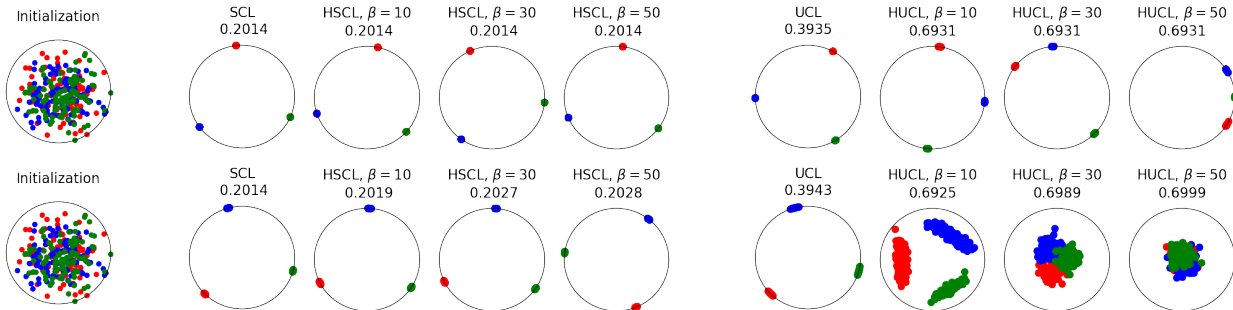 Initialization
SCL
0.2014
HSCL, β = 10
0.2014
HSCL, β = 30
0.2014
HSCL, β = 50
0.2014
UCL
0.3935
HUCL, β = 10
0.6931
HUCL, β = 30
0.6931
HUCL, β = 50
0.6931
Initialization
SCL
0.2014
HSCL, β = 10
0.2019
HSCL, β = 30
0.2027
HSCL, β = 50
0.2028
UCL
0.3943
HUCL, β = 10
0.6925
HUCL, β = 30
0.6989
HUCL, β = 50
0.6999